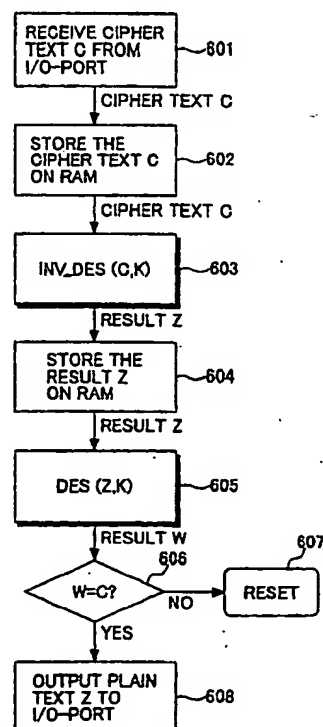 RECEIVE CIPHER
TEXT C FROM
I/O-PORT
601
CIPHER TEXT C
STORE THE
CIPHER TEXT C
ON RAM
602
CIPHER TEXT C
INV_DES (C,K)
603
RESULT Z
STORE THE
RESULT Z
ON RAM
604
RESULT Z
DES (Z,K)
605
RESULT W
606
607
W=C?
NO
RESET
YES
OUTPUT PLAIN
TEXT Z TO
I/O-PORT
608